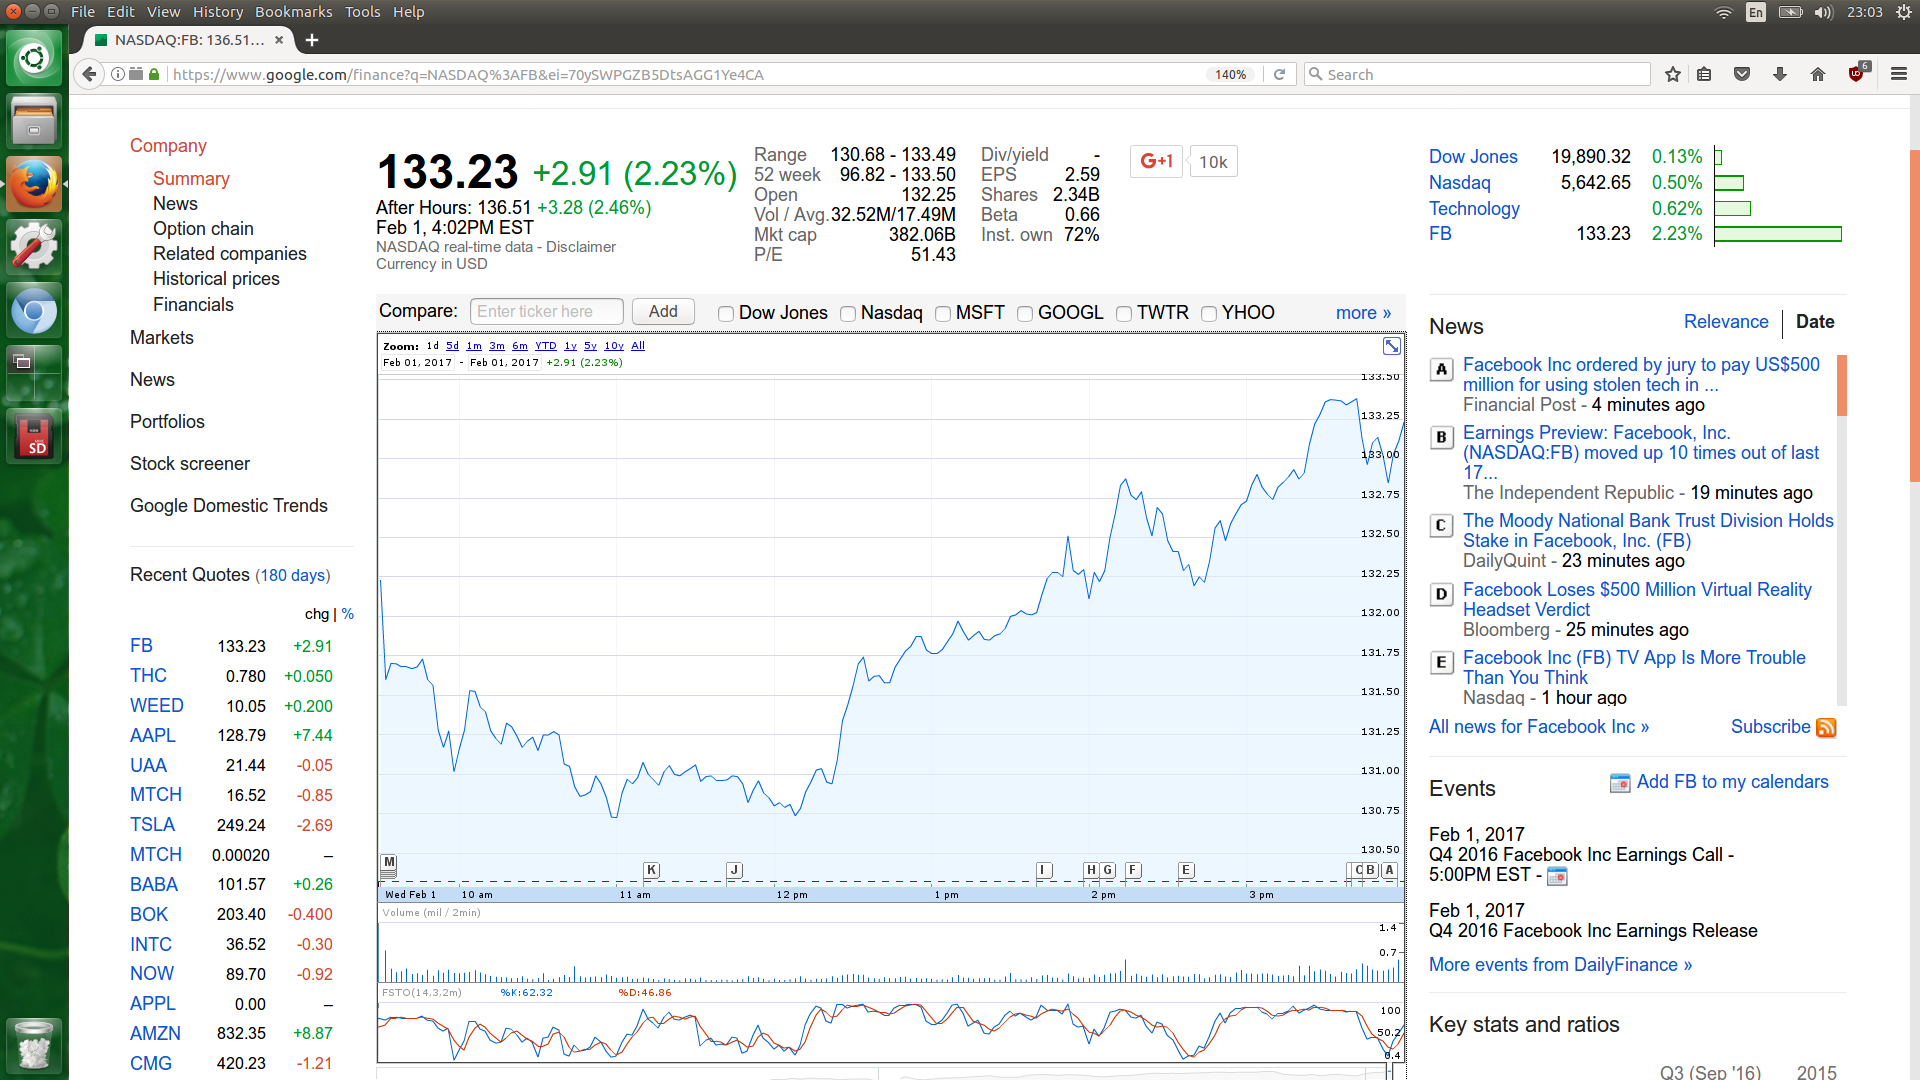 File Edit View History Bookmarks Tools Help
En 23:03
NASDAQ:FB: 136.51...
https://www.google.com/finance?q=NASDAQ%3AFB&ei=70ySWPGZB5DtsAGG1Ye4CA 140% Search 6
Company
Summary
News
Option chain
Related companies
Historical prices
Financials
Markets
News
Portfolios
Stock screener
Google Domestic Trends
Recent Quotes (180 days)
chg | %
FB 133.23 +2.91
THC 0.780 +0.050
WEED 10.05 +0.200
AAPL 128.79 +7.44
UAA 21.44 -0.05
MTCH 16.52 -0.85
TSLA 249.24 -2.69
MTCH 0.00020 –
BABA 101.57 +0.26
BOK 203.40 -0.400
INTC 36.52 -0.30
NOW 89.70 -0.92
APPL 0.00 –
AMZN 832.35 +8.87
CMG 420.23 -1.21
SD
133.23 +2.91 (2.23%)
After Hours: 136.51 +3.28 (2.46%)
Feb 1, 4:02PM EST
NASDAQ real-time data - Disclaimer
Currency in USD
Range 130.68 - 133.49
52 week 96.82 - 133.50
Open 132.25
Vol / Avg. 32.52M/17.49M
Mkt cap 382.06B
P/E 51.43
Div/yield -
EPS 2.59
Shares 2.34B
Beta 0.66
Inst. own 72%
G+1 10k
Compare: Enter ticker here Add Dow Jones Nasdaq MSFT GOOGL TWTR YHOO more »
Zoom: 1d 5d 1m 3m 6m YTD 1y 5y 10y All
Feb 01, 2017 - Feb 01, 2017 +2.91 (2.23%)
133.50
133.25
133.00
132.75
132.50
132.25
132.00
131.75
131.50
131.25
131.00
130.75
130.50
M K J I H G F E C B A
Wed Feb 1 10 am 11 am 12 pm 1 pm 2 pm 3 pm
Volume (mil / 2min)
1.4
0.7
FSTO(14,3,2m) %K:62.32 %D:46.86
100
50.2
0.4
Dow Jones 19,890.32 0.13%
Nasdaq 5,642.65 0.50%
Technology 0.62%
FB 133.23 2.23%
News Relevance Date
A Facebook Inc ordered by jury to pay US$500
million for using stolen tech in ...
Financial Post - 4 minutes ago
B Earnings Preview: Facebook, Inc.
(NASDAQ:FB) moved up 10 times out of last
17...
The Independent Republic - 19 minutes ago
C The Moody National Bank Trust Division Holds
Stake in Facebook, Inc. (FB)
DailyQuint - 23 minutes ago
D Facebook Loses $500 Million Virtual Reality
Headset Verdict
Bloomberg - 25 minutes ago
E Facebook Inc (FB) TV App Is More Trouble
Than You Think
Nasdaq - 1 hour ago
All news for Facebook Inc » Subscribe
Events Add FB to my calendars
Feb 1, 2017
Q4 2016 Facebook Inc Earnings Call -
5:00PM EST -
Feb 1, 2017
Q4 2016 Facebook Inc Earnings Release
More events from DailyFinance »
Key stats and ratios
Q3 (Sep '16) 2015